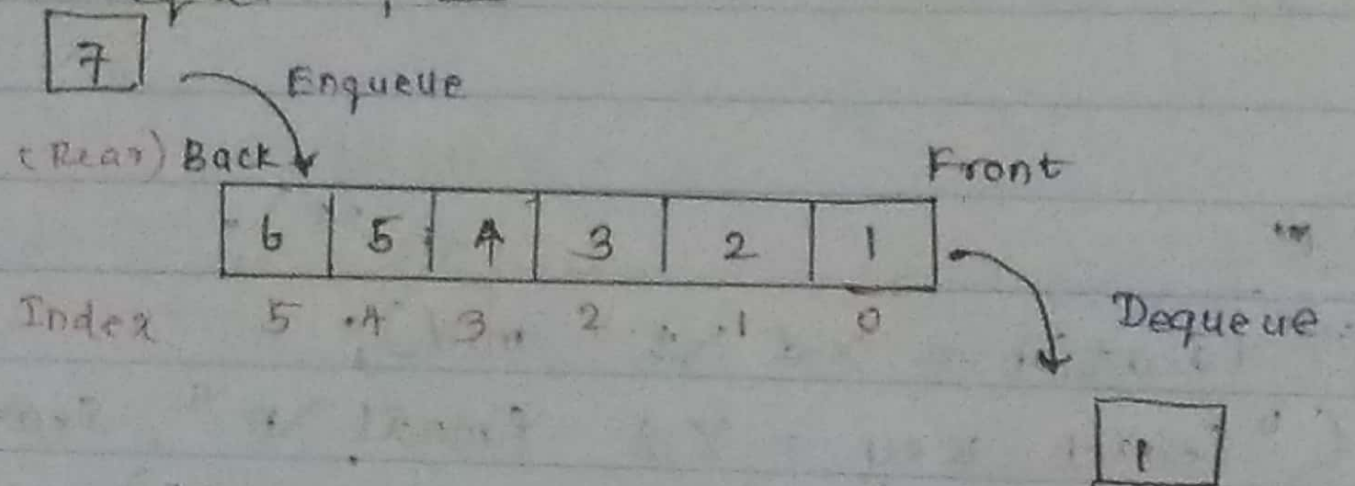 7
Enqueue
(Rear) Back Front
6 5 4 3 2 1
Index 5 4 3 2 1 0
Dequeue
1